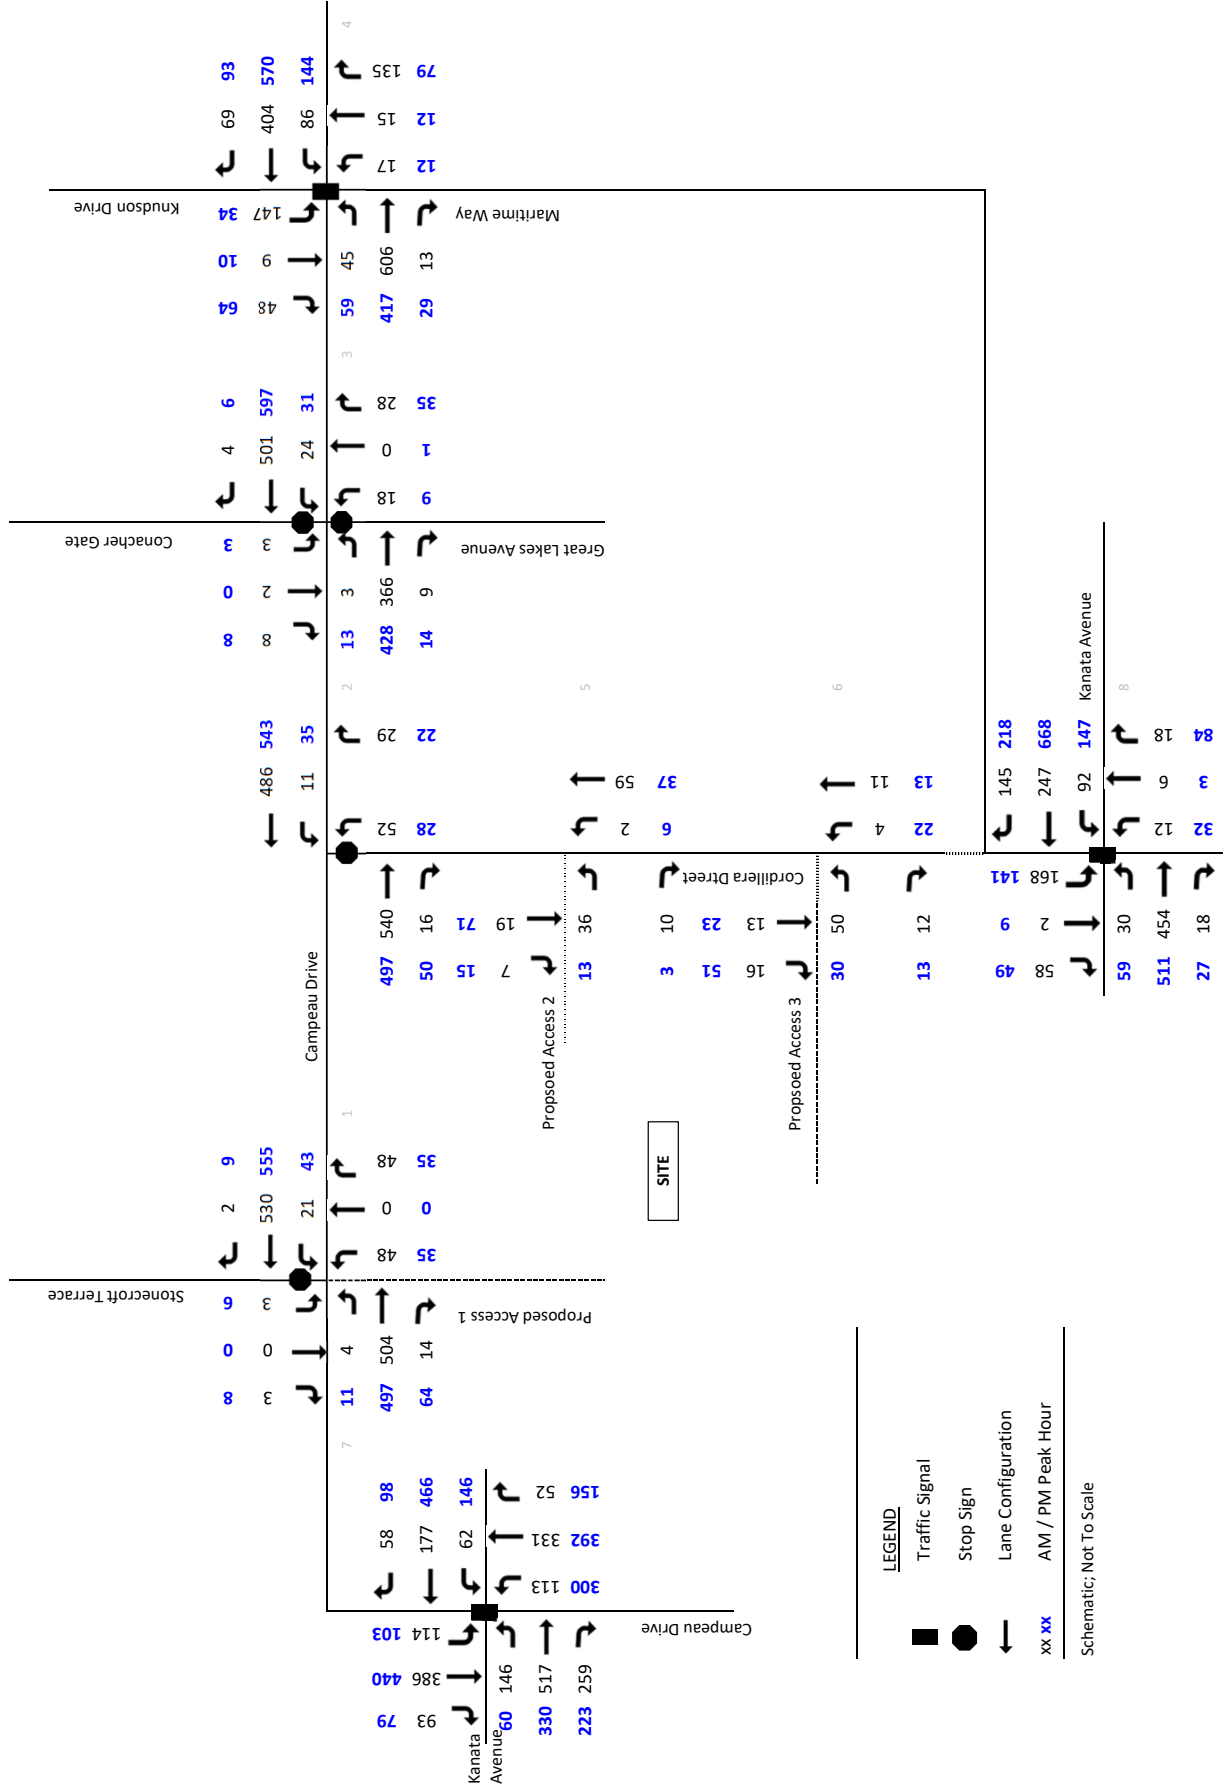 Knudson Drive
Maritime Way
93 570 144
69 404 86
135 79
15 12
17 12
34 147
10 6
64 48
45 606 13
59 417 29
4
Conacher Gate
Great Lakes Avenue
6 597 31
4 501 24
28 35
0 1
18 9
3 3
0 2
8 8
3 366 9
13 428 14
3
Campeau Drive
543 35
486 11
29 22
52 28
540 16
497 50
2
Cordillera Dtreet
Propsoed Access 2
59 37
2 6
71 19
15 7
36 10
13 3
5
Propsoed Access 3
11 13
4 22
23 13
51 16
50 12
30 13
6
Kanata Avenue
218 668 147
145 247 92
18 84
9 3
12 32
141 168
6 2
49 58
30 454 18
59 511 27
8
Stonecroft Terrace
Proposed Access 1
9 555 43
2 530 21
48 35
0 0
48 35
6 3
0 0
8 3
4 504 14
11 497 64
1
SITE
Campeau Drive
Kanata
Avenue
98 466 146
58 177 62
52 156
331 392
113 300
103 114
440 386
79 93
146 517 259
60 330 223
7
LEGEND
Traffic Signal
Stop Sign
Lane Configuration
xx xx AM / PM Peak Hour
Schematic; Not To Scale